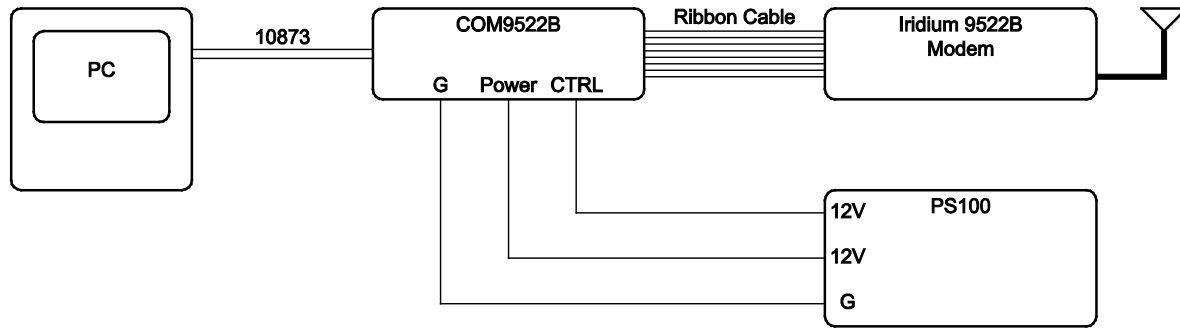 PC
10873
COM9522B
G Power CTRL
Ribbon Cable
Iridium 9522B
Modem
PS100
12V
12V
G